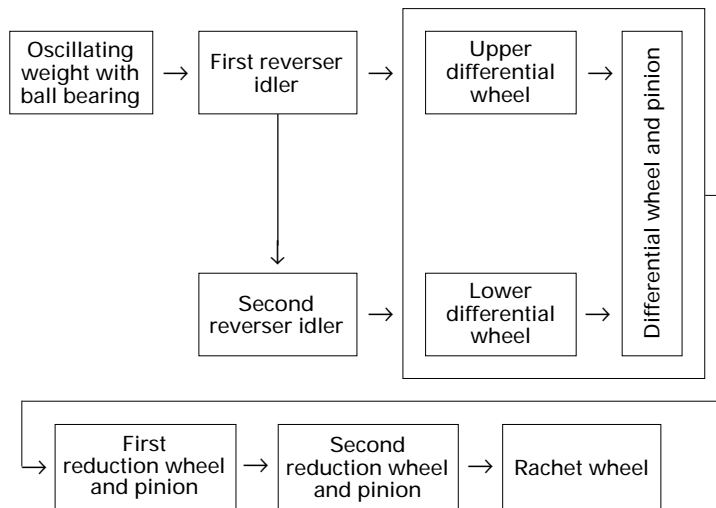 Oscillating
weight with
ball bearing
First reverser
idler
Upper
differential
wheel
Differential wheel and pinion
Second
reverser idler
Lower
differential
wheel
First
reduction wheel
and pinion
Second
reduction wheel
and pinion
Rachet wheel